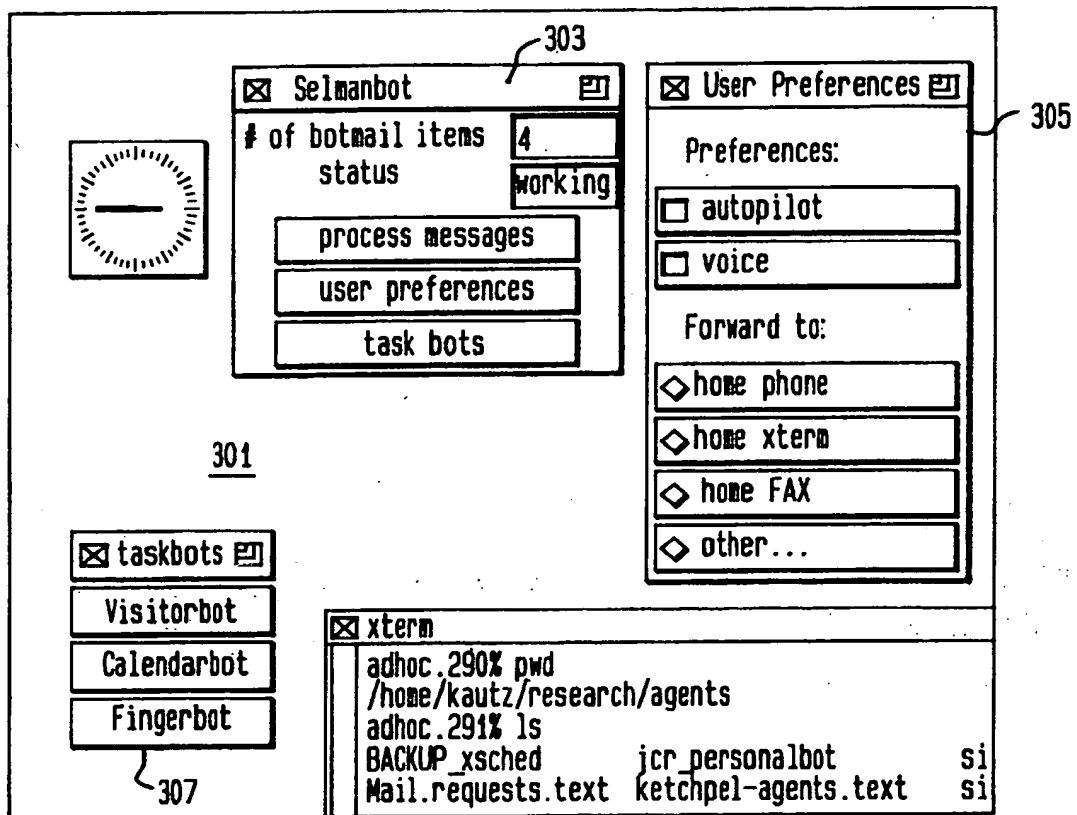 303
Selmanbot
# of botmail items 4
status working
process messages
user preferences
task bots
User Preferences
305
Preferences:
autopilot
voice
Forward to:
home phone
home xterm
home FAX
other...
301
taskbots
Visitorbot
Calendarbot
Fingerbot
307
xterm
adhoc.290% pwd
/home/kautz/research/agents
adhoc.291% ls
BACKUP_xsched jcr_personalbot si
Mail.requests.text ketchpel-agents.text si